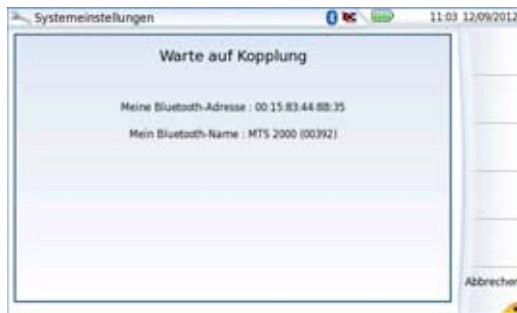 Systemeinstellungen
11:03 12/09/2012
Warte auf Kopplung
Meine Bluetooth-Adresse : 00:15:83:44:BB:35
Mein Bluetooth-Name : MTS 2000 (00392)
Abbrechen